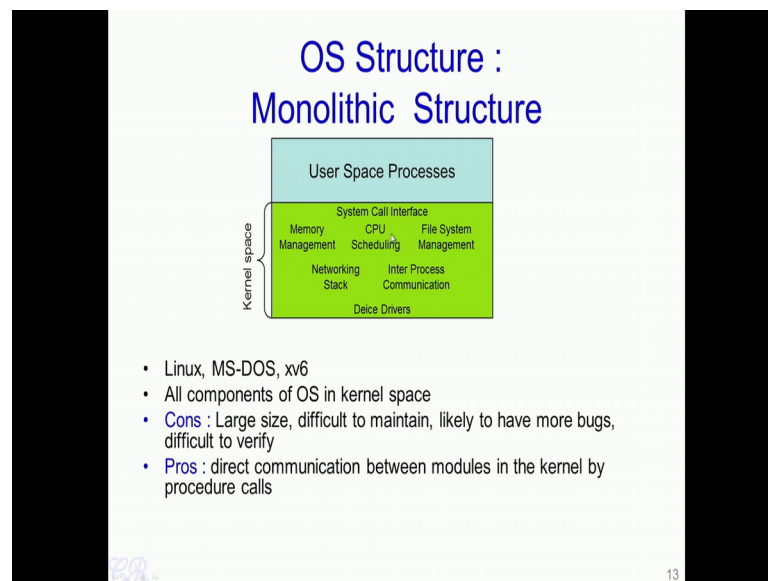 OS Structure :
Monolithic Structure
User Space Processes
Kernel space
System Call Interface
Memory CPU File System
Management Scheduling Management
Networking Inter Process
Stack Communication
Deice Drivers
• Linux, MS-DOS, xv6
• All components of OS in kernel space
• Cons : Large size, difficult to maintain, likely to have more bugs,
difficult to verify
• Pros : direct communication between modules in the kernel by
procedure calls
13